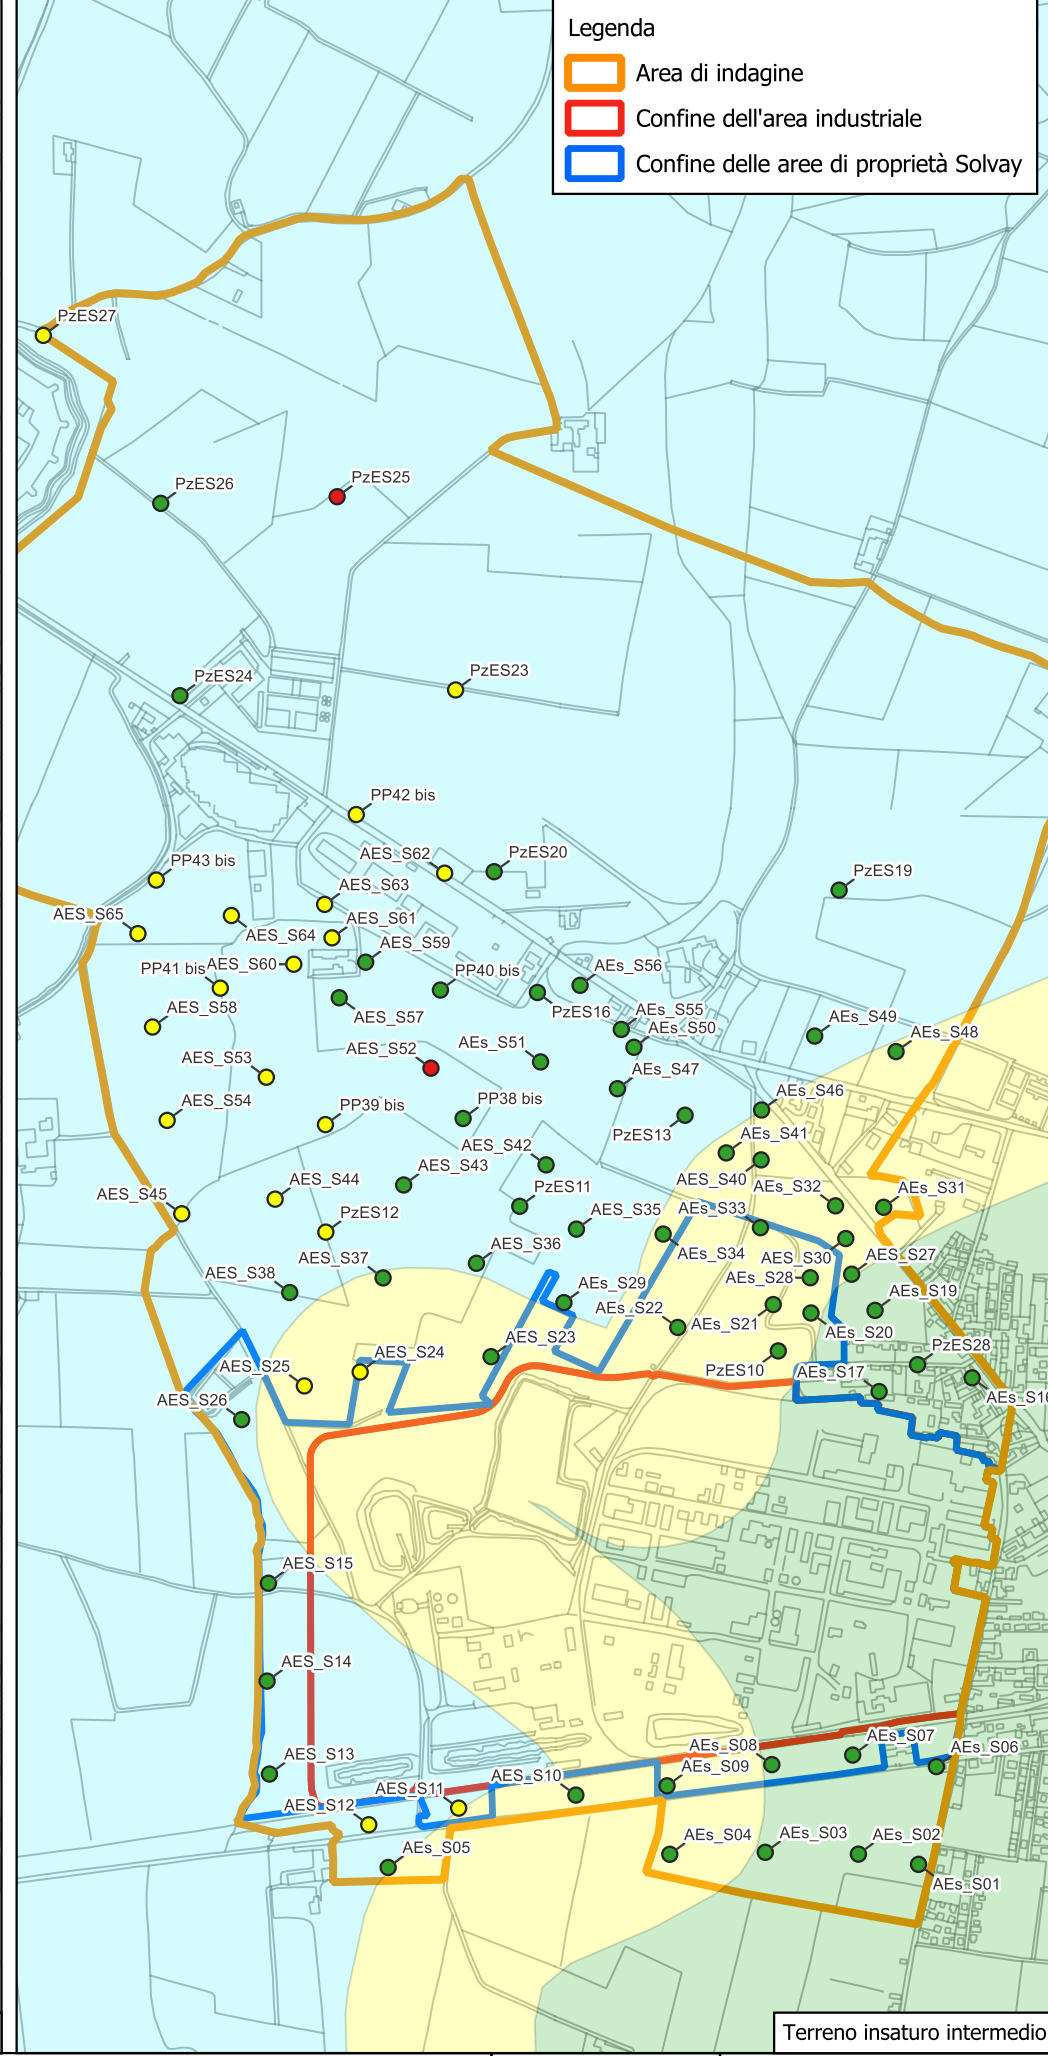 Legenda
Area di indagine
Confine dell'area industriale
Confine delle aree di proprietà Solvay
PzES27
PzES26
PzES25
PzES24
PzES23
PP42 bis
AES_S62
PzES20
PP43 bis
PzES19
AES_S63
AES_S65
AES_S61
AES_S64
AES_S59
PP41 bis
AES_S60
PP40 bis
AEs_S56
AES_S58
PzES16
AEs_S55
AES_S57
AEs_S50
AEs_S49
AEs_S48
AES_S52
AEs_S51
AES_S53
AEs_S47
AEs_S46
AES_S54
PP39 bis
PP38 bis
PzES13
AEs_S41
AES_S42
AES_S43
AES_S40
AES_S44
AEs_S32
AES_S45
PzES11
AEs_S31
PzES12
AES_S35
AEs_S33
AES_S36
AEs_S34
AES_S37
AEs_S30
AEs_S27
AES_S38
AEs_S28
AEs_S29
AEs_S19
AEs_S22
AEs_S21
AEs_S20
AES_S23
PzES28
AES_S24
AES_S25
PzES10
AEs_S17
AES_S26
AEs_S16
AES_S15
AES_S14
AEs_S07
AEs_S08
AEs_S06
AES_S13
AEs_S09
AES_S10
AES_S11
AES_S12
AEs_S05
AEs_S04
AEs_S03
AEs_S02
AEs_S01
Terreno insaturo intermedio